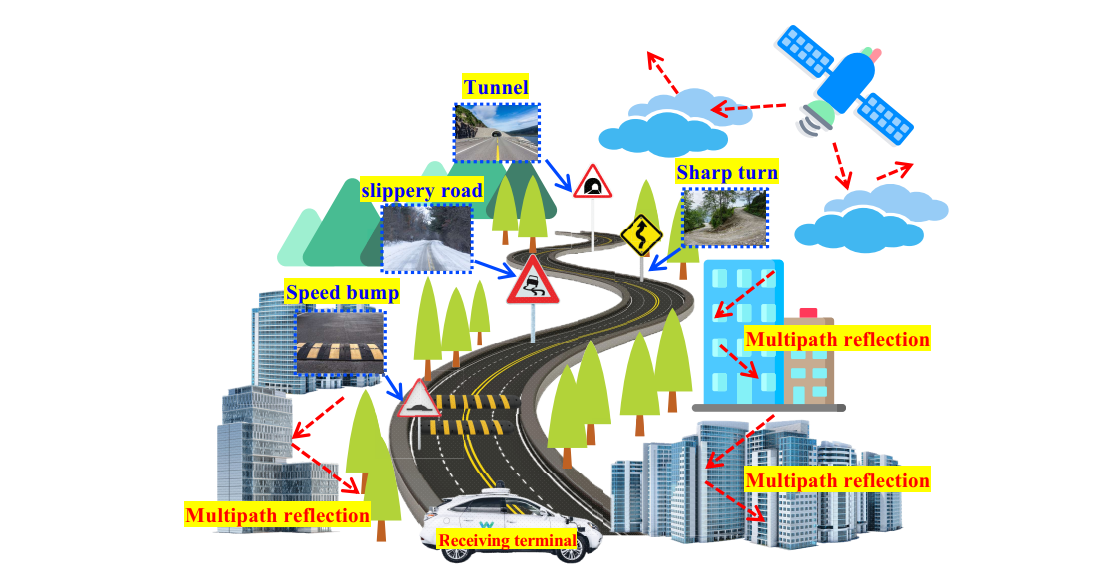 Tunnel
Sharp turn
slippery road
Speed bump
Multipath reflection
Multipath reflection
Multipath reflection
W
Receiving terminal